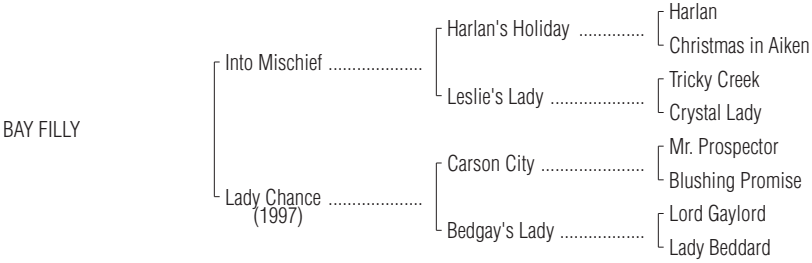 Harlan
Harlan's Holiday ..............
Christmas in Aiken
Into Mischief ....................
Tricky Creek
Leslie's Lady ....................
Crystal Lady
BAY FILLY
Mr. Prospector
Carson City ......................
Blushing Promise
Lady Chance ....................
(1997)
Lord Gaylord
Bedgay's Lady ..................
Lady Beddard